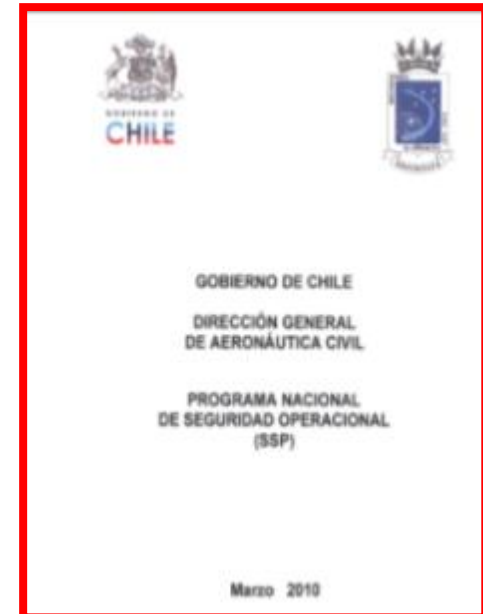 GOBIERNO DE
CHILE
GOBIERNO DE CHILE
DIRECCIÓN GENERAL
DE AERONÁUTICA CIVIL
PROGRAMA NACIONAL
DE SEGURIDAD OPERACIONAL
(SSP)
Marzo 2010